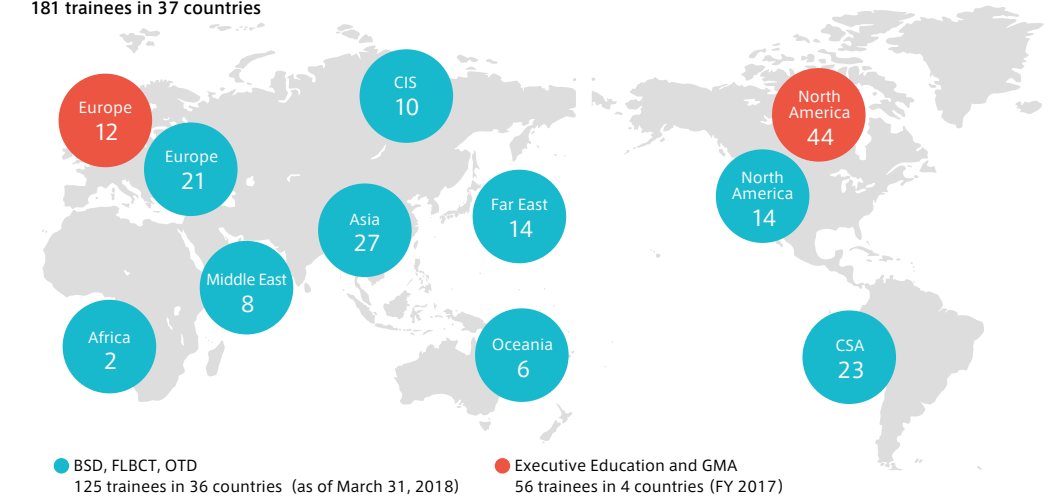 181 trainees in 37 countries
Europe
12
Europe
21
CIS
10
Asia
27
Far East
14
Middle East
8
Africa
2
Oceania
6
North
America
44
North
America
14
CSA
23
BSD, FLBCT, OTD
125 trainees in 36 countries (as of March 31, 2018)
Executive Education and GMA
56 trainees in 4 countries (FY 2017)